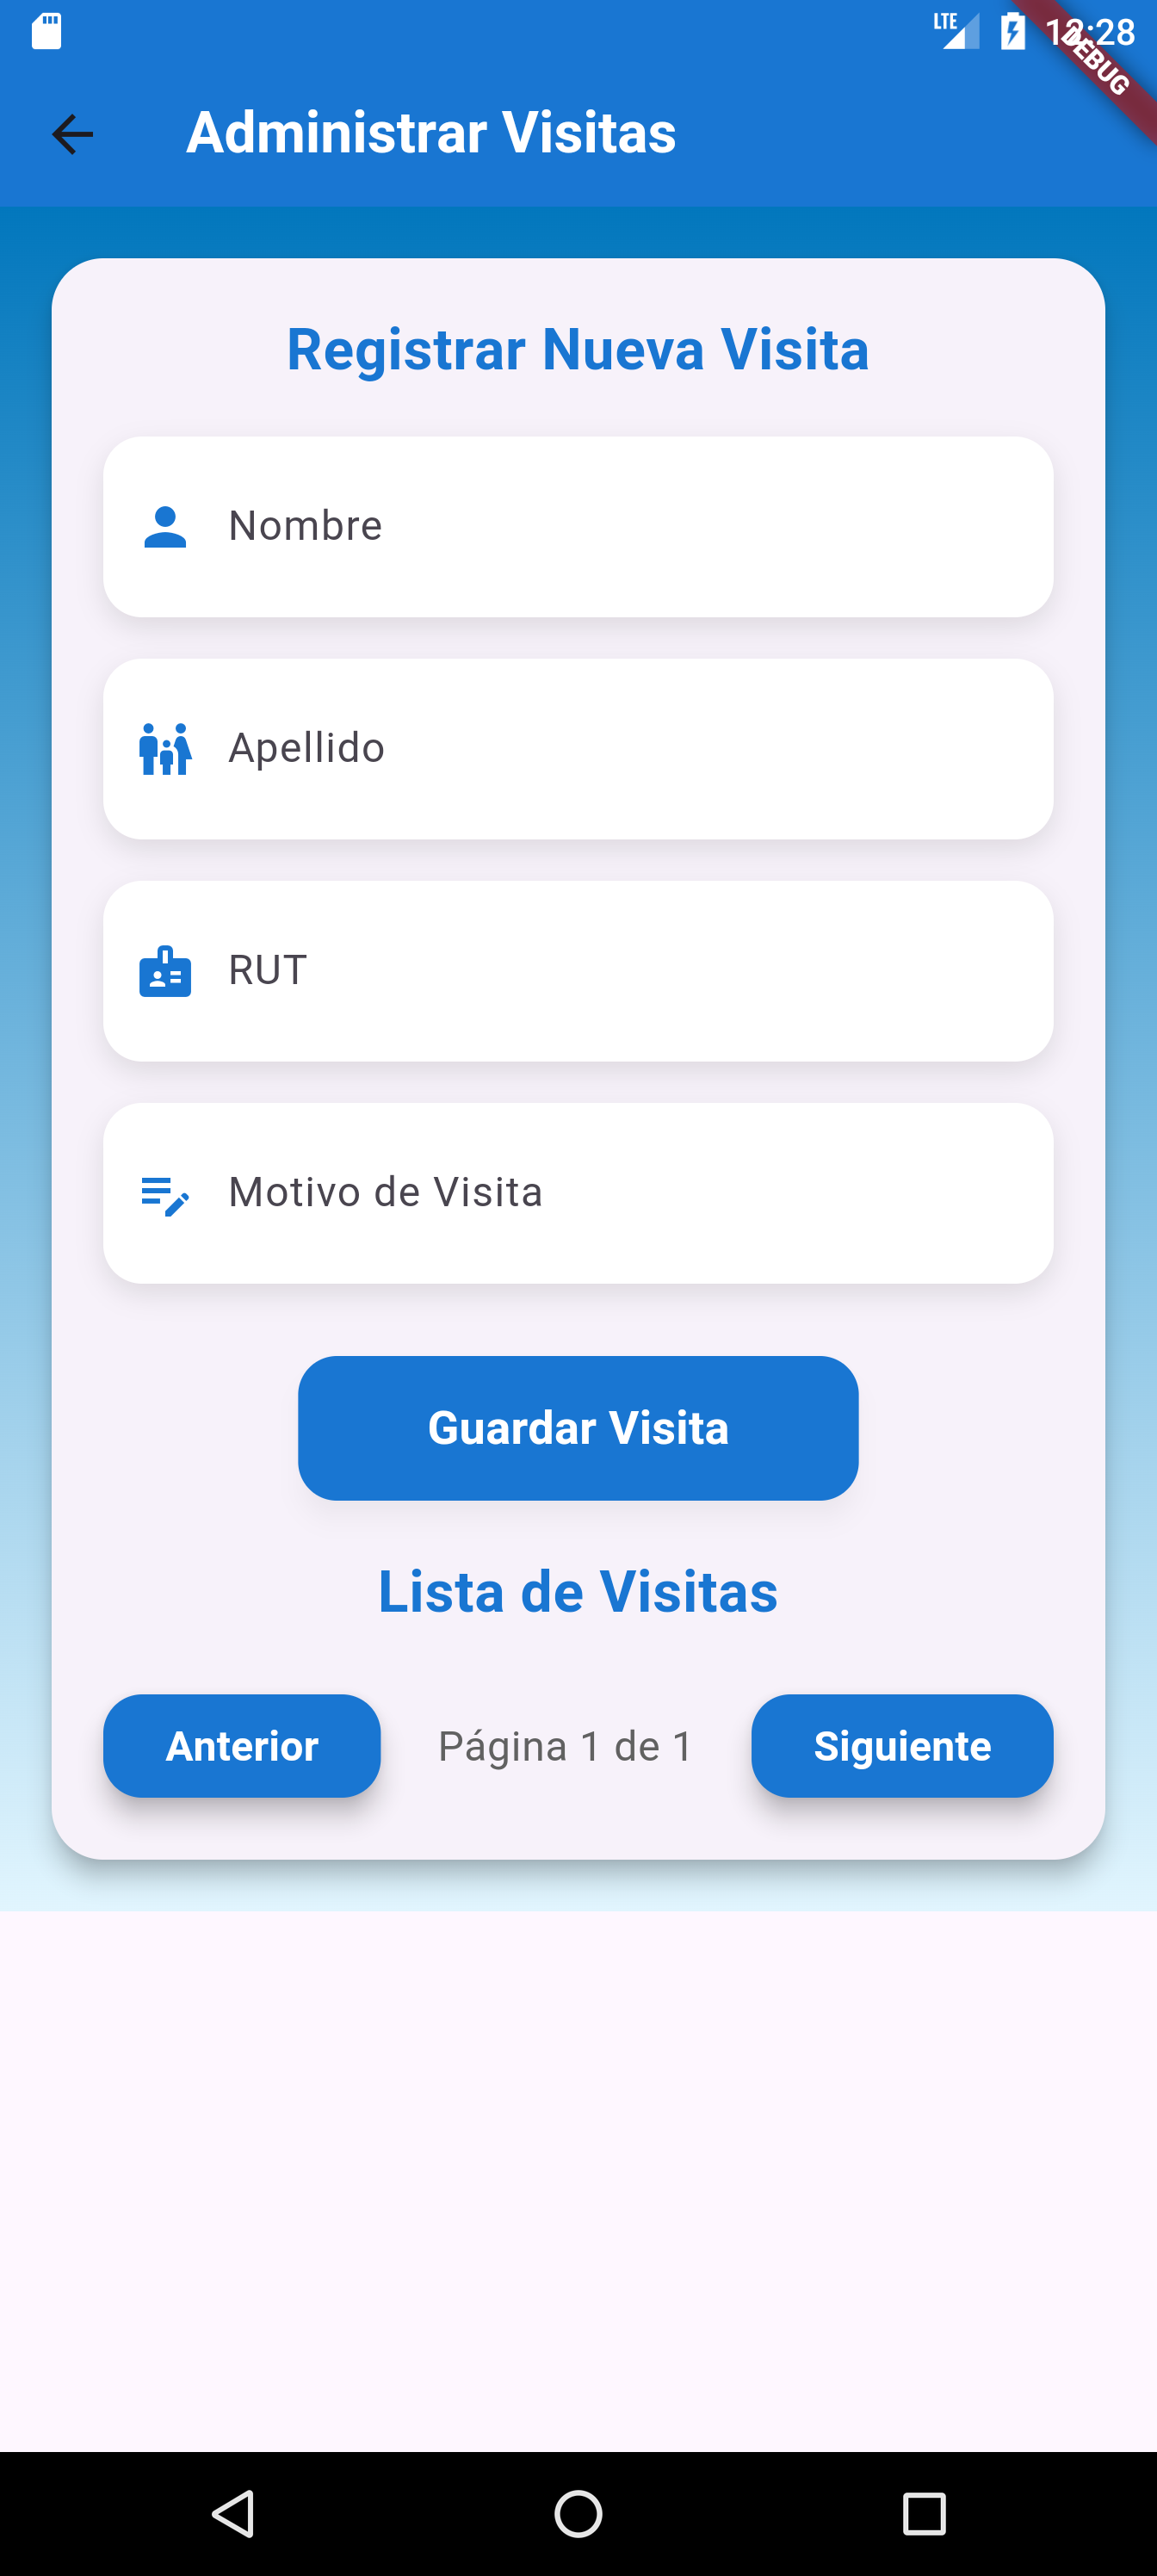 LTE 12:28
DEBUG
Administrar Visitas
Registrar Nueva Visita
Nombre
Apellido
RUT
Motivo de Visita
Guardar Visita
Lista de Visitas
Anterior Página 1 de 1 Siguiente